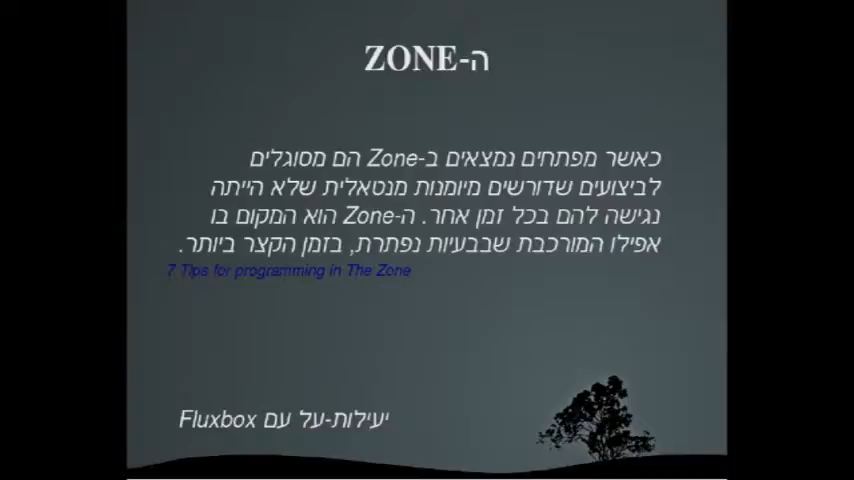 ה-ZONE
כאשר מפתחים נמצאים ב-Zone הם מסוגלים
לביצועים שדורשים מיומנות מנטאלית שלא הייתה
נגישה להם בכל זמן אחר. ה-Zone הוא המקום בו
אפילו המורכבת שבבעיות נפתרת, בזמן הקצר ביותר.
7 Tips for programming in The Zone
יעילות-על עם Fluxbox